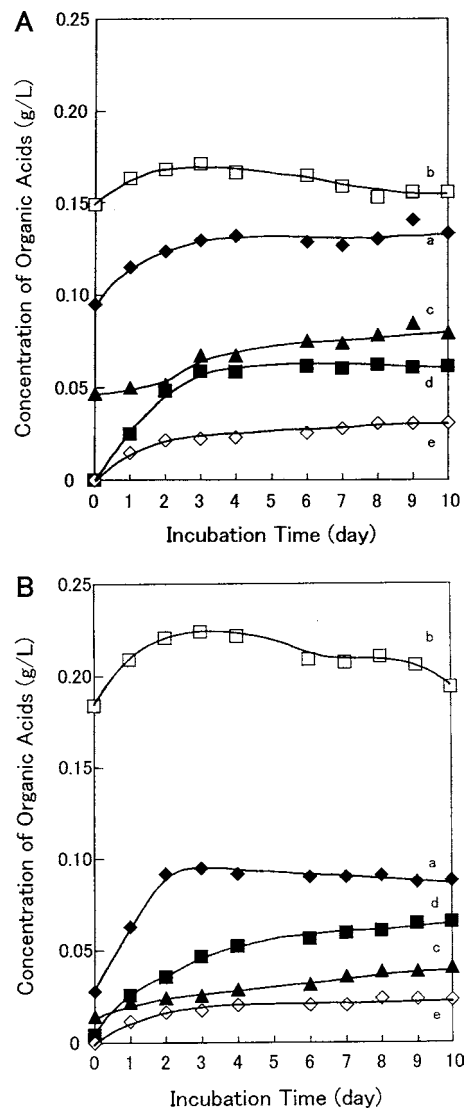 A
Concentration of Organic Acids (g/L)
0.25
0.20
0.15
0.10
0.05
0
b
a
c
d
e
0 1 2 3 4 5 6 7 8 9 10
Incubation Time (day)
B
Concentration of Organic Acids (g/L)
0.25
0.20
0.15
0.10
0.05
0
b
a
d
c
e
0 1 2 3 4 5 6 7 8 9 10
Incubation Time (day)